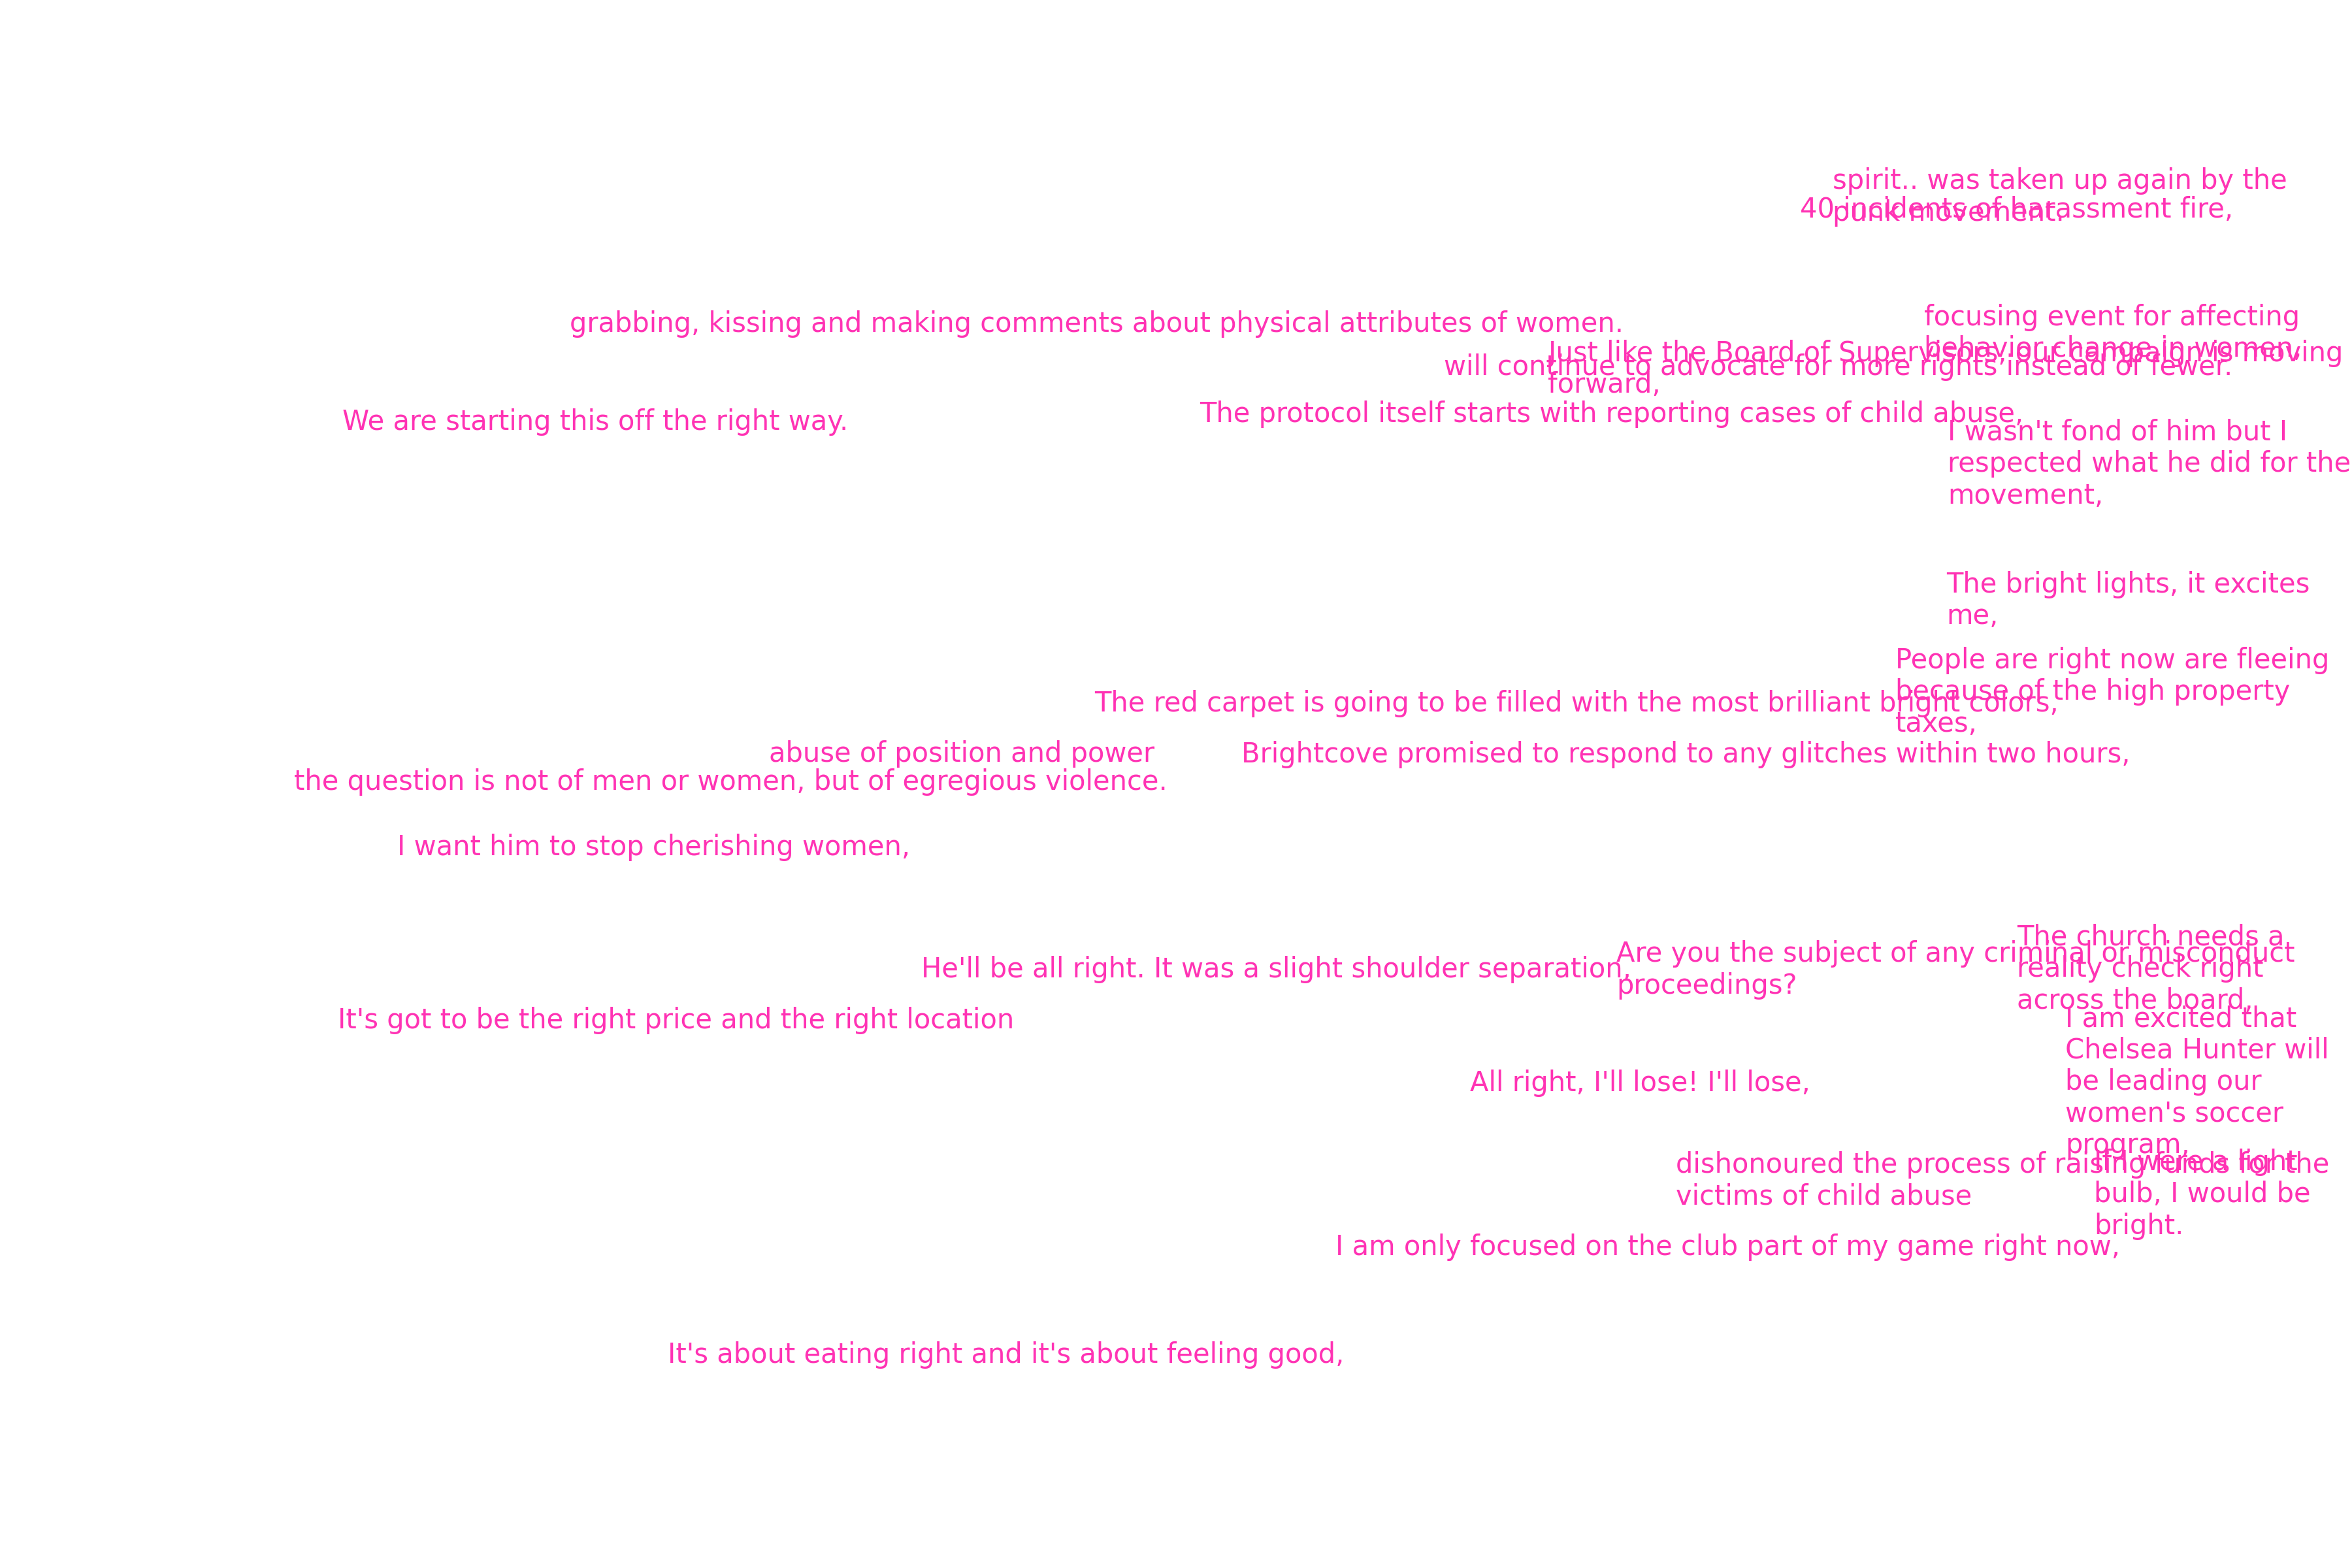 spirit.. was taken up again by the
punk movement.
40 incidents of harassment fire,
focusing event for affecting
behavior change in women,
grabbing, kissing and making comments about physical attributes of women.
Just like the Board of Supervisors, our campaign is moving
forward,
will continue to advocate for more rights instead of fewer.
The protocol itself starts with reporting cases of child abuse,
We are starting this off the right way.
I wasn't fond of him but I
respected what he did for the
movement,
The bright lights, it excites
me,
People are right now are fleeing
because of the high property
taxes,
The red carpet is going to be filled with the most brilliant bright colors,
abuse of position and power
Brightcove promised to respond to any glitches within two hours,
the question is not of men or women, but of egregious violence.
I want him to stop cherishing women,
The church needs a
reality check right
across the board,
Are you the subject of any criminal or misconduct
proceedings?
He'll be all right. It was a slight shoulder separation,
It's got to be the right price and the right location
I am excited that
Chelsea Hunter will
be leading our
women's soccer
program,
All right, I'll lose! I'll lose,
dishonoured the process of raising funds for the
victims of child abuse
If I were a light
bulb, I would be
bright.
I am only focused on the club part of my game right now,
It's about eating right and it's about feeling good,